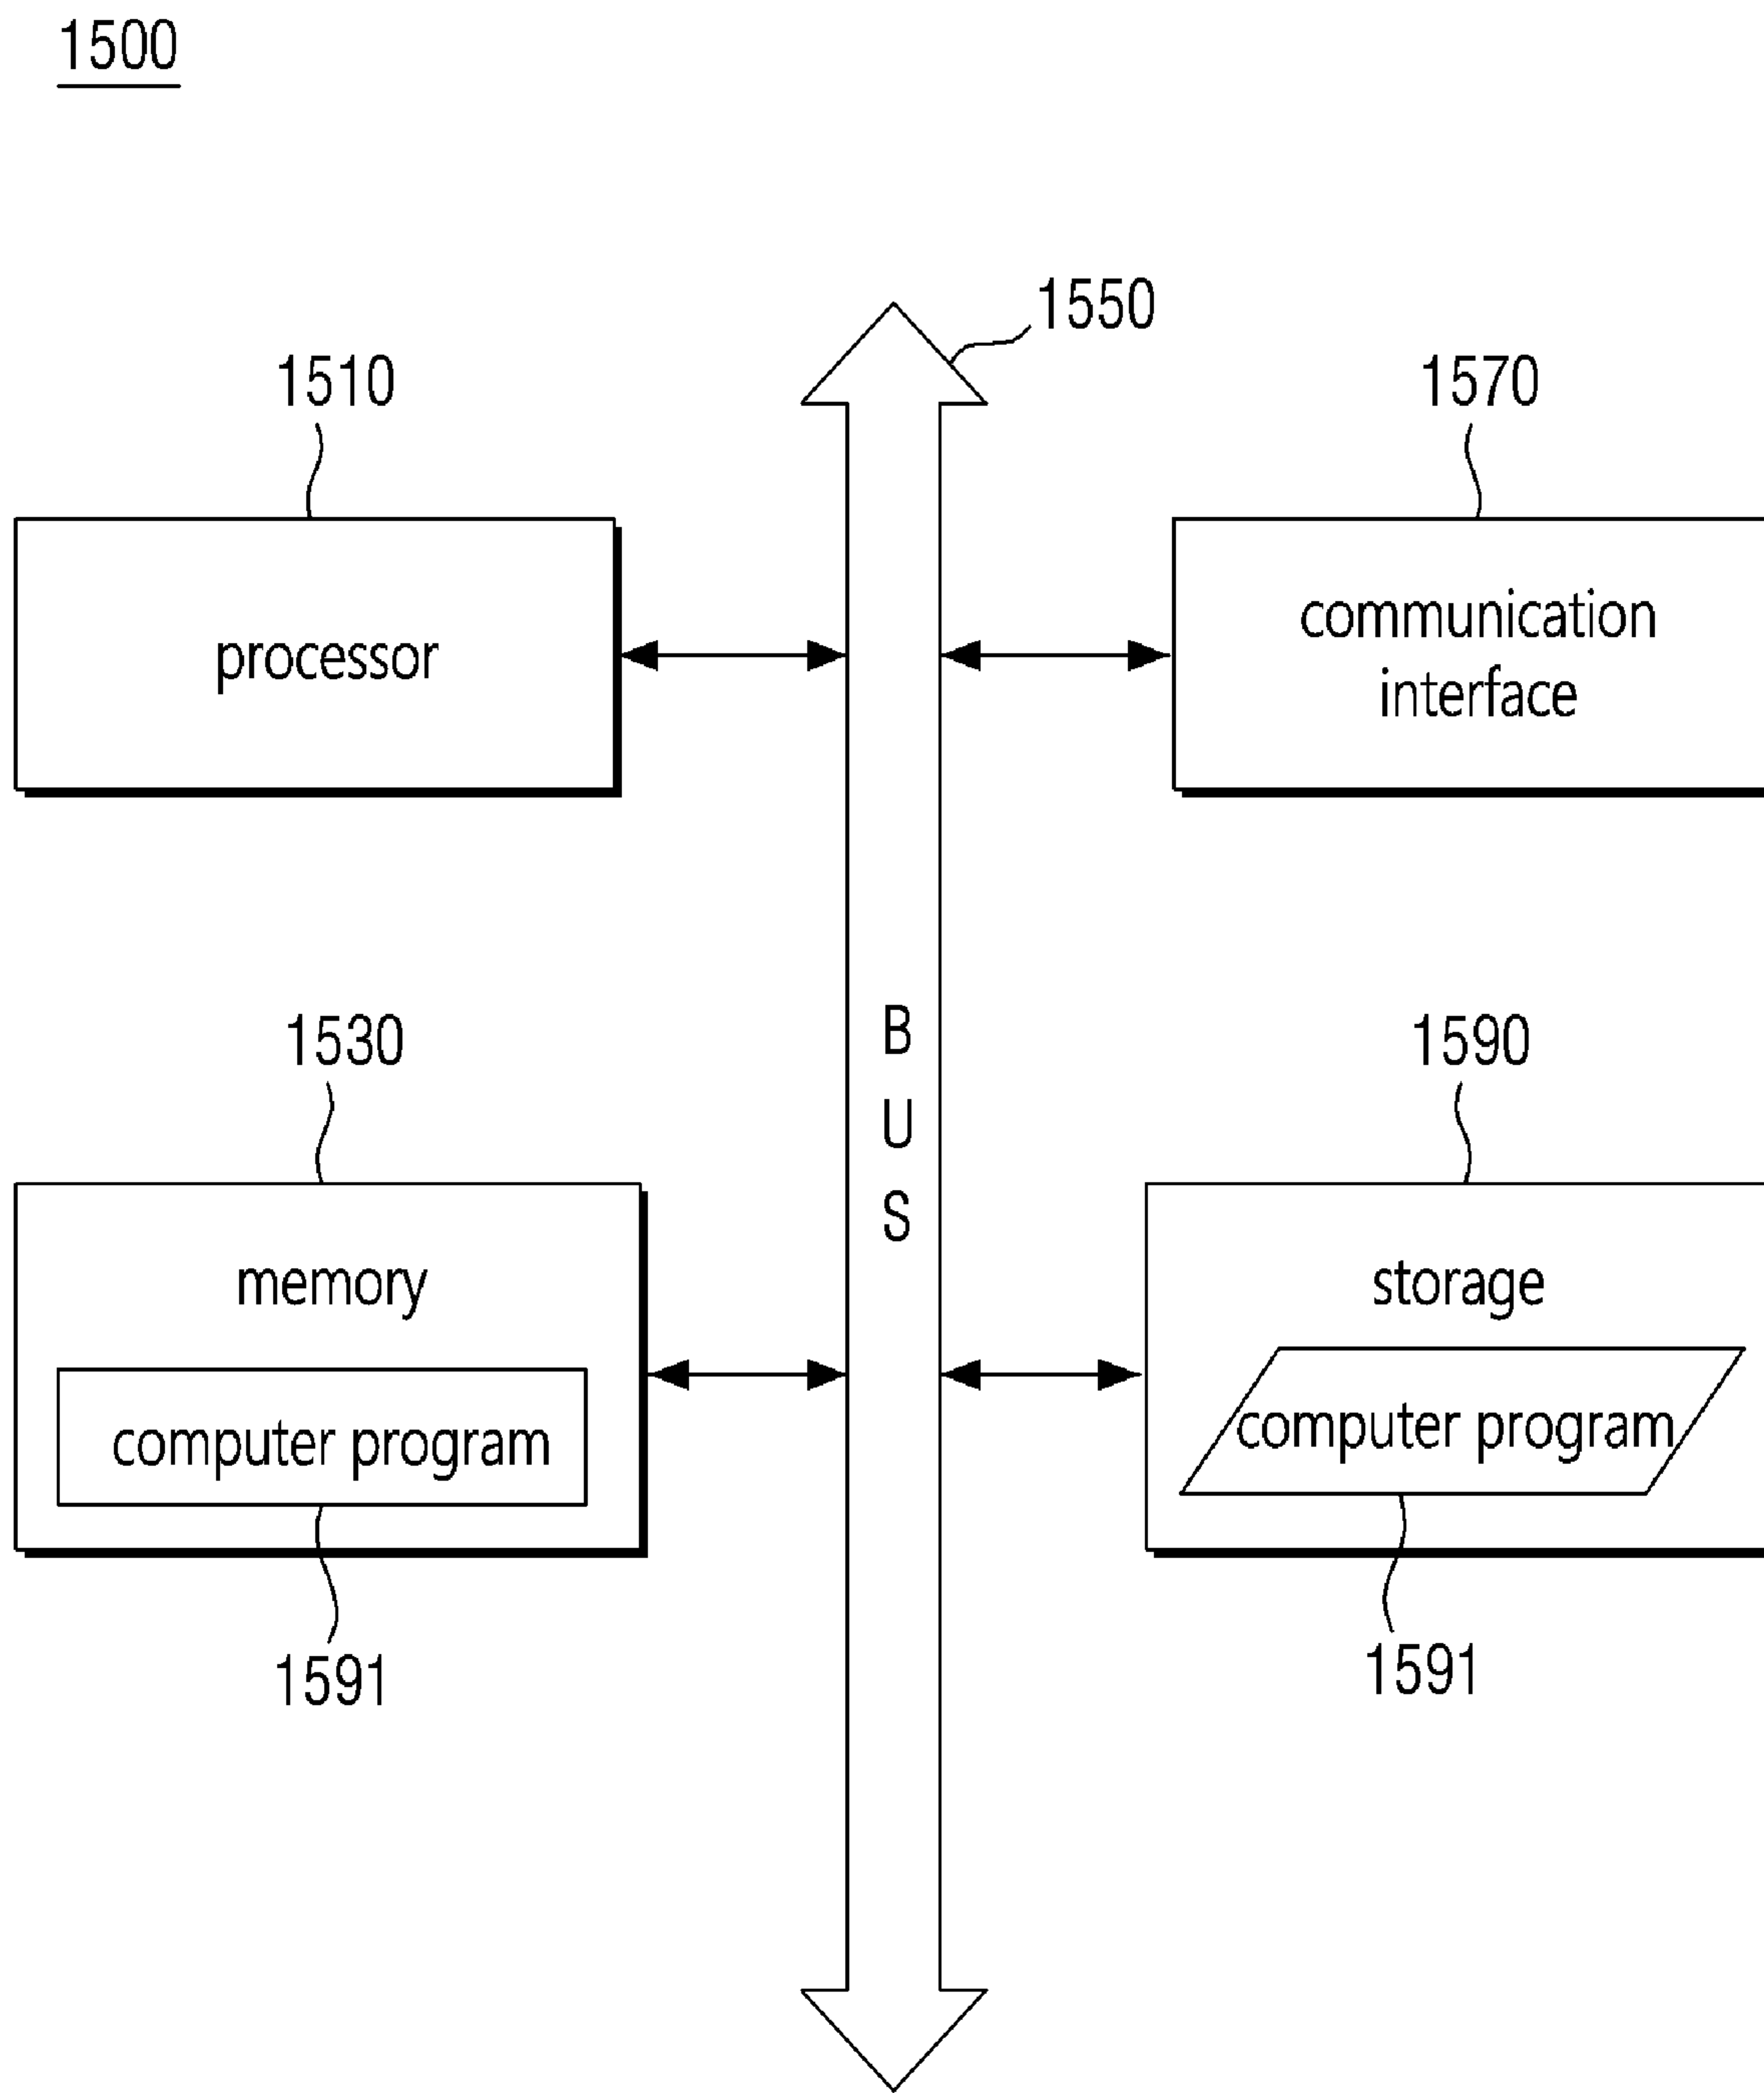 1500
1550
1510
1570
processor
communication
interface
B
U
S
1530
1590
memory
storage
computer program
computer program
1591
1591